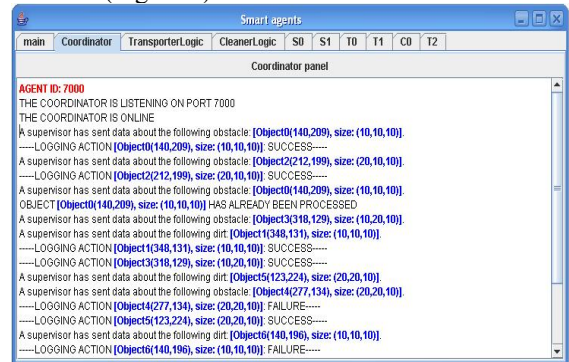 Smart agents
main Coordinator TransporterLogic CleanerLogic S0 S1 T0 T1 C0 T2
Coordinator panel
AGENT ID: 7000
THE COORDINATOR IS LISTENING ON PORT 7000
THE COORDINATOR IS ONLINE
A supervisor has sent data about the following obstacle: [Object0(140,209), size: (10,10,10)].
-----LOGGING ACTION [Object0(140,209), size: (10,10,10)]: SUCCESS-----
A supervisor has sent data about the following obstacle: [Object2(212,199), size: (20,10,10)].
-----LOGGING ACTION [Object2(212,199), size: (20,10,10)]: SUCCESS-----
A supervisor has sent data about the following obstacle: [Object0(140,209), size: (10,10,10)].
OBJECT [Object0(140,209), size: (10,10,10)] HAS ALREADY BEEN PROCESSED
A supervisor has sent data about the following obstacle: [Object3(318,129), size: (10,20,10)].
A supervisor has sent data about the following dirt: [Object1(348,131), size: (10,10,10)].
-----LOGGING ACTION [Object1(348,131), size: (10,10,10)]: SUCCESS-----
-----LOGGING ACTION [Object3(318,129), size: (10,20,10)]: SUCCESS-----
A supervisor has sent data about the following dirt: [Object5(123,224), size: (20,20,10)].
A supervisor has sent data about the following obstacle: [Object4(277,134), size: (20,20,10)].
-----LOGGING ACTION [Object4(277,134), size: (20,20,10)]: FAILURE-----
-----LOGGING ACTION [Object5(123,224), size: (20,20,10)]: SUCCESS-----
A supervisor has sent data about the following dirt: [Object6(140,196), size: (10,10,10)].
-----LOGGING ACTION [Object6(140,196), size: (10,10,10)]: FAILURE-----